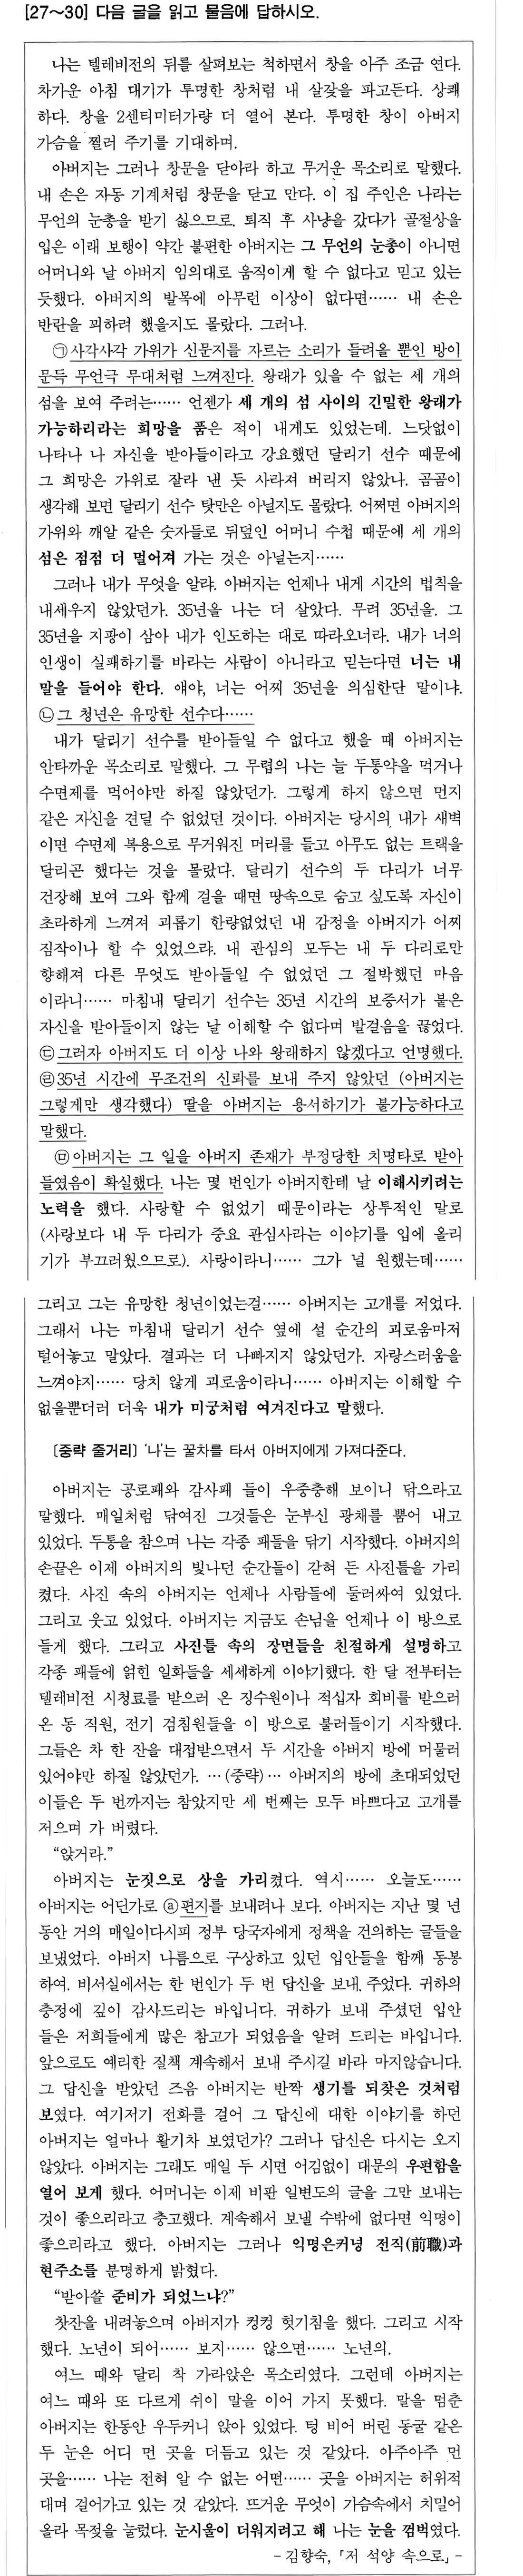 [27~30] 다음 글을 읽고 물음에 답하시오.
나는 텔레비전의 뒤를 살펴보는 척하면서 창을 아주 조금 연다.
차가운 아침 대기가 투명한 창처럼 내 살갗을 파고든다. 상쾌
하다. 창을 2센티미터가량 더 열어 본다. 투명한 창이 아버지
가슴을 찔러 주기를 기대하며.
아버지는 그러나 창문을 닫아라 하고 무거운 목소리로 말했다.
내 손은 자동 기계처럼 창문을 닫고 만다. 이 집 주인은 나라는
무언의 눈총을 받기 싫으므로. 퇴직 후 사냥을 갔다가 골절상을
입은 이래 보행이 약간 불편한 아버지는 그 무언의 눈총이 아니면
어머니와 날 아버지 임의대로 움직이게 할 수 없다고 믿고 있는
듯했다. 아버지의 발목에 아무런 이상이 없다면…… 내 손은
반란을 꾀하려 했을지도 몰랐다. 그러나.
㉠사각사각 가위가 신문지를 자르는 소리가 들려올 뿐인 방이
문득 무언극 무대처럼 느껴진다. 왕래가 있을 수 없는 세 개의
섬을 보여 주려는…… 언젠가 세 개의 섬 사이의 긴밀한 왕래가
가능하리라는 희망을 품은 적이 내게도 있었는데. 느닷없이
나타나 나 자신을 받아들이라고 강요했던 달리기 선수 때문에
그 희망은 가위로 잘라 낸 듯 사라져 버리지 않았나. 곰곰이
생각해 보면 달리기 선수 탓만은 아닐지도 몰랐다. 어쩌면 아버지의
가위와 깨알 같은 숫자들로 뒤덮인 어머니 수첩 때문에 세 개의
섬은 점점 더 멀어져 가는 것은 아닐는지……
그러나 내가 무엇을 알랴. 아버지는 언제나 내게 시간의 법칙을
내세우지 않았던가. 35년을 나는 더 살았다. 무려 35년을. 그
35년을 지팡이 삼아 내가 인도하는 대로 따라오너라. 내가 너의
인생이 실패하기를 바라는 사람이 아니라고 믿는다면 너는 내
말을 들어야 한다. 얘야, 너는 어찌 35년을 의심한단 말이냐.
㉡그 청년은 유망한 선수다……
내가 달리기 선수를 받아들일 수 없다고 했을 때 아버지는
안타까운 목소리로 말했다. 그 무렵의 나는 늘 두통약을 먹거나
수면제를 먹어야만 하질 않았던가. 그렇게 하지 않으면 먼지
같은 자신을 견딜 수 없었던 것이다. 아버지는 당시의 내가 새벽
이면 수면제 복용으로 무거워진 머리를 들고 아무도 없는 트랙을
달리곤 했다는 것을 몰랐다. 달리기 선수의 두 다리가 너무
건장해 보여 그와 함께 걸을 때면 땅속으로 숨고 싶도록 자신이
초라하게 느껴져 괴롭기 한량없었던 내 감정을 아버지가 어찌
짐작이나 할 수 있었으랴. 내 관심의 모두는 내 두 다리로만
향해져 다른 무엇도 받아들일 수 없었던 그 절박했던 마음
이라니…… 마침내 달리기 선수는 35년 시간의 보증서가 붙은
자신을 받아들이지 않는 날 이해할 수 없다며 발걸음을 끊었다.
㉢그러자 아버지도 더 이상 나와 왕래하지 않겠다고 언명했다.
㉣35년 시간에 무조건의 신뢰를 보내 주지 않았던 (아버지는
그렇게만 생각했다) 딸을 아버지는 용서하기가 불가능하다고
말했다.
㉤아버지는 그 일을 아버지 존재가 부정당한 치명타로 받아
들였음이 확실했다. 나는 몇 번인가 아버지한테 날 이해시키려는
노력을 했다. 사랑할 수 없었기 때문이라는 상투적인 말로
(사랑보다 내 두 다리가 중요 관심사라는 이야기를 입에 올리
기가 부끄러웠으므로). 사랑이라니…… 그가 널 원했는데……
그리고 그는 유망한 청년이었는걸…… 아버지는 고개를 저었다.
그래서 나는 마침내 달리기 선수 옆에 설 순간의 괴로움마저
털어놓고 말았다. 결과는 더 나빠지지 않았던가. 자랑스러움을
느껴야지…… 당치 않게 괴로움이라니…… 아버지는 이해할 수
없을뿐더러 더욱 내가 미궁처럼 여겨진다고 말했다.
[중략 줄거리] '나'는 꿀차를 타서 아버지에게 가져다준다.
아버지는 공로패와 감사패 들이 우중충해 보이니 닦으라고
말했다. 매일처럼 닦여진 그것들은 눈부신 광채를 뿜어 내고
있었다. 두통을 참으며 나는 각종 패들을 닦기 시작했다. 아버지의
손끝은 이제 아버지의 빛나던 순간들이 갇혀 든 사진틀을 가리
켰다. 사진 속의 아버지는 언제나 사람들에 둘러싸여 있었다.
그리고 웃고 있었다. 아버지는 지금도 손님을 언제나 이 방으로
들게 했다. 그리고 사진틀 속의 장면들을 친절하게 설명하고
각종 패들에 얽힌 일화들을 세세하게 이야기했다. 한 달 전부터는
텔레비전 시청료를 받으러 온 징수원이나 적십자 회비를 받으러
온 동 직원, 전기 검침원들을 이 방으로 불러들이기 시작했다.
그들은 차 한 잔을 대접받으면서 두 시간을 아버지 방에 머물러
있어야만 하질 않았던가. …(중략)… 아버지의 방에 초대되었던
이들은 두 번까지는 참았지만 세 번째는 모두 바쁘다고 고개를
저으며 가 버렸다.
"앉거라."
아버지는 눈짓으로 상을 가리켰다. 역시…… 오늘도……
아버지는 어딘가로 ⓐ편지를 보내려나 보다. 아버지는 지난 몇 년
동안 거의 매일이다시피 정부 당국자에게 정책을 건의하는 글들을
보냈었다. 아버지 나름으로 구상하고 있던 입안들을 함께 동봉
하여. 비서실에서는 한 번인가 두 번 답신을 보내 주었다. 귀하의
충정에 깊이 감사드리는 바입니다. 귀하가 보내 주셨던 입안
들은 저희들에게 많은 참고가 되었음을 알려 드리는 바입니다.
앞으로도 예리한 질책 계속해서 보내 주시길 바라 마지않습니다.
그 답신을 받았던 즈음 아버지는 반짝 생기를 되찾은 것처럼
보였다. 여기저기 전화를 걸어 그 답신에 대한 이야기를 하던
아버지는 얼마나 활기차 보였던가? 그러나 답신은 다시는 오지
않았다. 아버지는 그래도 매일 두 시면 어김없이 대문의 우편함을
열어 보게 했다. 어머니는 이제 비판 일변도의 글을 그만 보내는
것이 좋으리라고 충고했다. 계속해서 보낼 수밖에 없다면 익명이
좋으리라고 했다. 아버지는 그러나 익명은커녕 전직(前職)과
현주소를 분명하게 밝혔다.
"받아쓸 준비가 되었느냐?"
찻잔을 내려놓으며 아버지가 컹컹 헛기침을 했다. 그리고 시작
했다. 노년이 되어…… 보지…… 않으면…… 노년의.
여느 때와 달리 착 가라앉은 목소리였다. 그런데 아버지는
여느 때와 또 다르게 쉬이 말을 이어 가지 못했다. 말을 멈춘
아버지는 한동안 우두커니 앉아 있었다. 텅 비어 버린 동굴 같은
두 눈은 어디 먼 곳을 더듬고 있는 것 같았다. 아주아주 먼
곳을…… 나는 전혀 알 수 없는 어떤…… 곳을 아버지는 허위적
대며 걸어가고 있는 것 같았다. 뜨거운 무엇이 가슴속에서 치밀어
올라 목젖을 눌렀다. 눈시울이 더워지려고 해 나는 눈을 껌벅였다.
- 김향숙, 「저 석양 속으로」 -